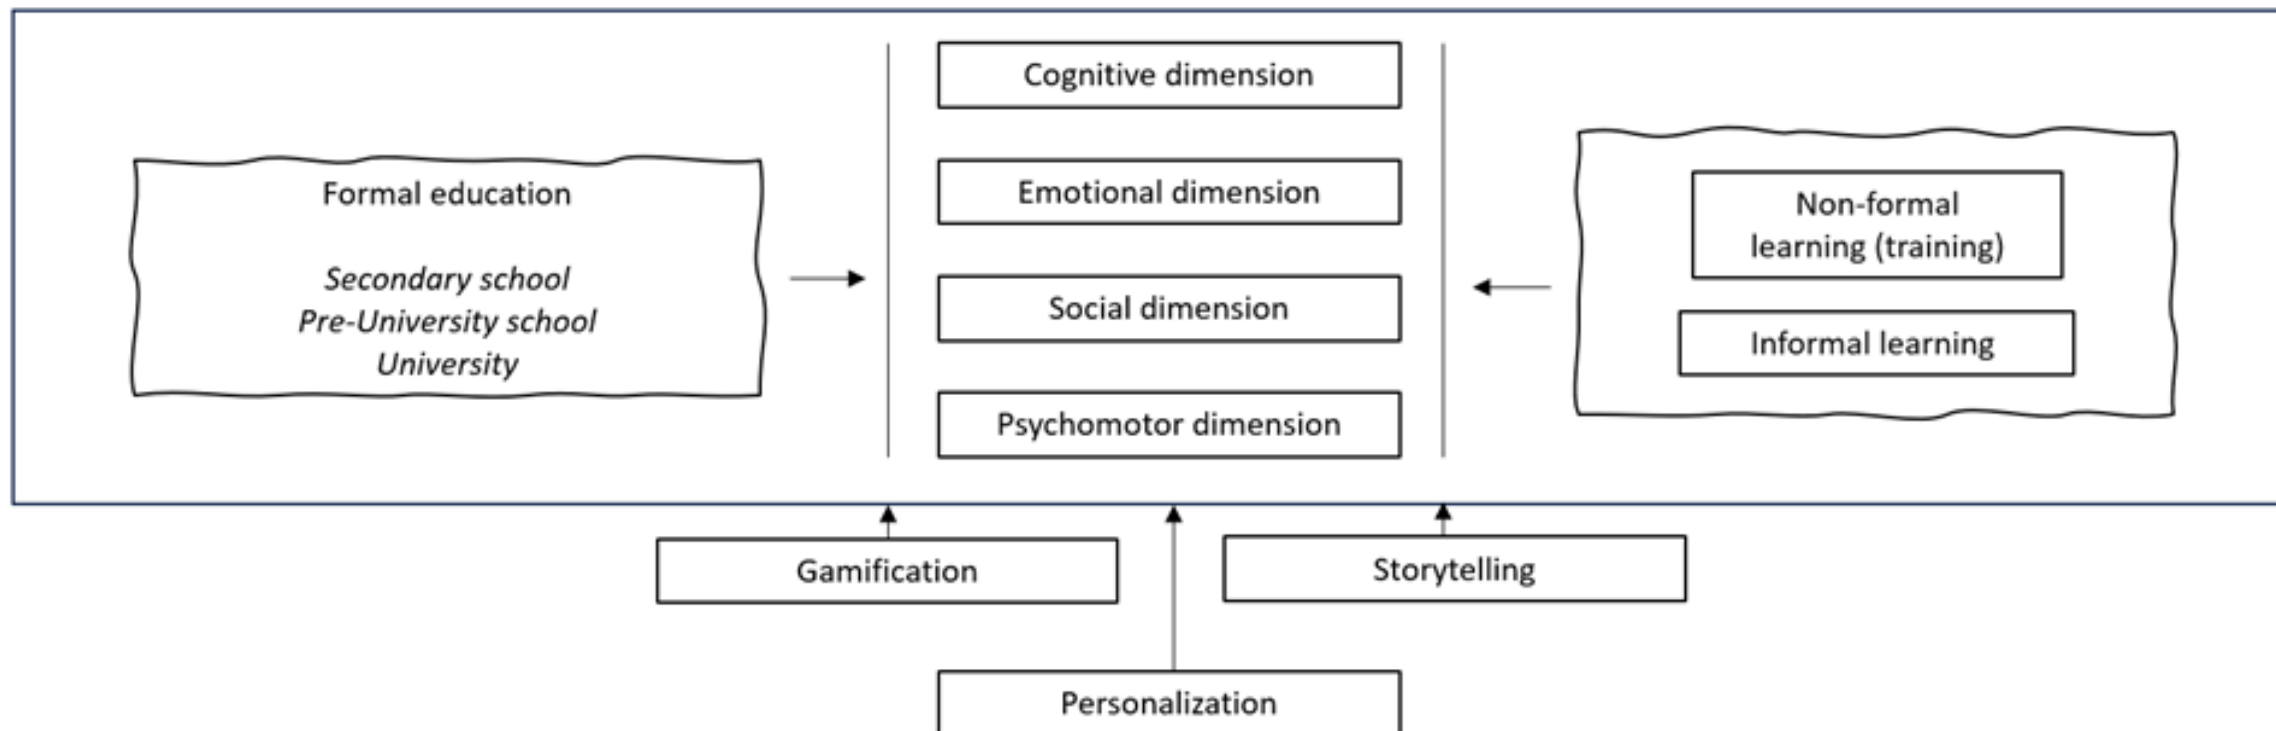 Cognitive dimension
Emotional dimension
Social dimension
Psychomotor dimension
Formal education
Secondary school
Pre-University school
University
Non-formal
learning (training)
Informal learning
Gamification
Storytelling
Personalization